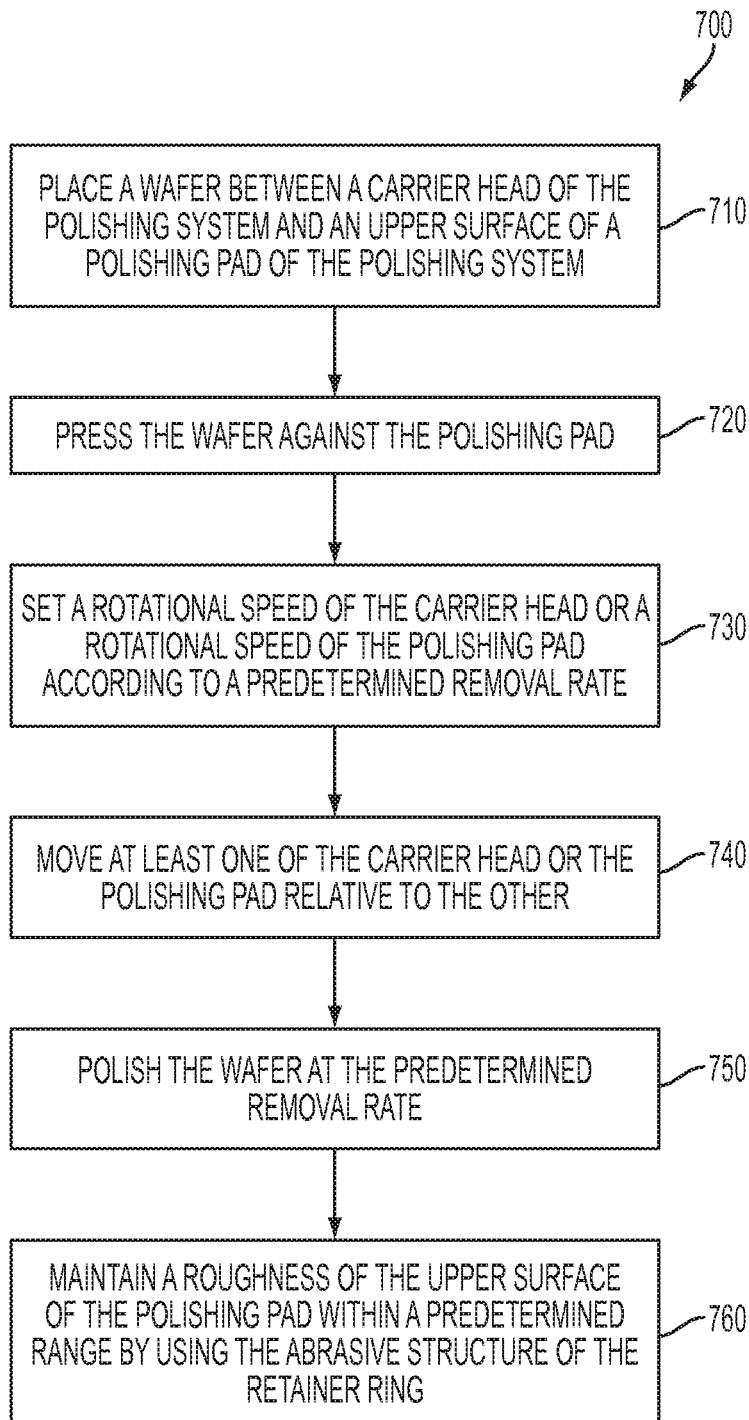 700
PLACE A WAFER BETWEEN A CARRIER HEAD OF THE
POLISHING SYSTEM AND AN UPPER SURFACE OF A
POLISHING PAD OF THE POLISHING SYSTEM
710
PRESS THE WAFER AGAINST THE POLISHING PAD
720
SET A ROTATIONAL SPEED OF THE CARRIER HEAD OR A
ROTATIONAL SPEED OF THE POLISHING PAD
ACCORDING TO A PREDETERMINED REMOVAL RATE
730
MOVE AT LEAST ONE OF THE CARRIER HEAD OR THE
POLISHING PAD RELATIVE TO THE OTHER
740
POLISH THE WAFER AT THE PREDETERMINED
REMOVAL RATE
750
MAINTAIN A ROUGHNESS OF THE UPPER SURFACE
OF THE POLISHING PAD WITHIN A PREDETERMINED
RANGE BY USING THE ABRASIVE STRUCTURE OF THE
RETAINER RING
760